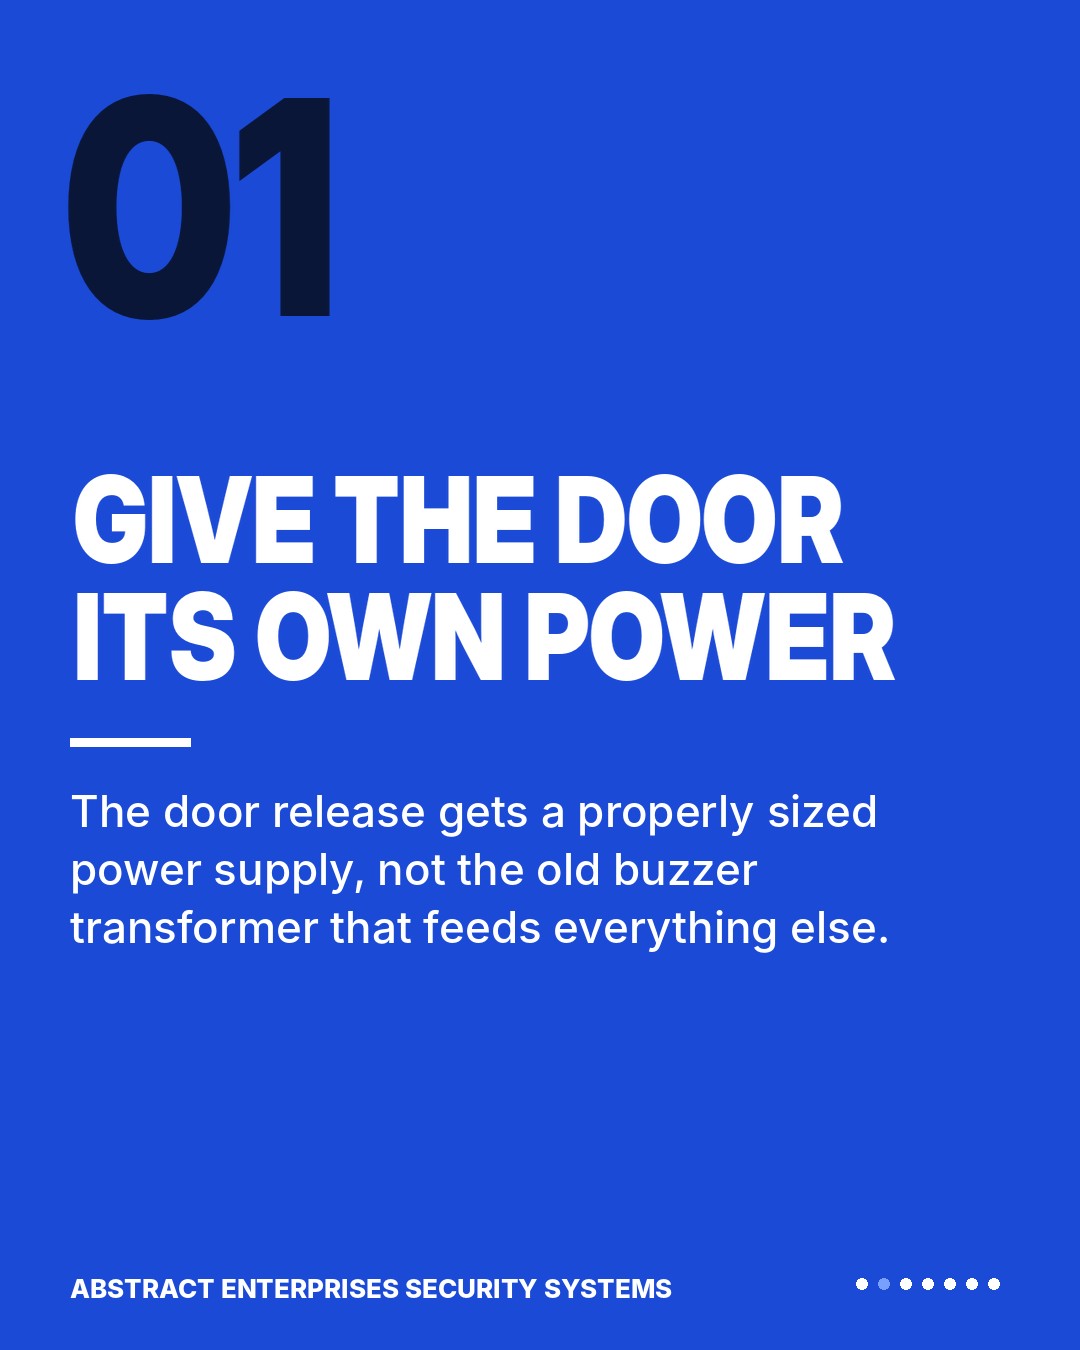 01
GIVE THE DOOR
ITS OWN POWER
The door release gets a properly sized
power supply, not the old buzzer
transformer that feeds everything else.
ABSTRACT ENTERPRISES SECURITY SYSTEMS